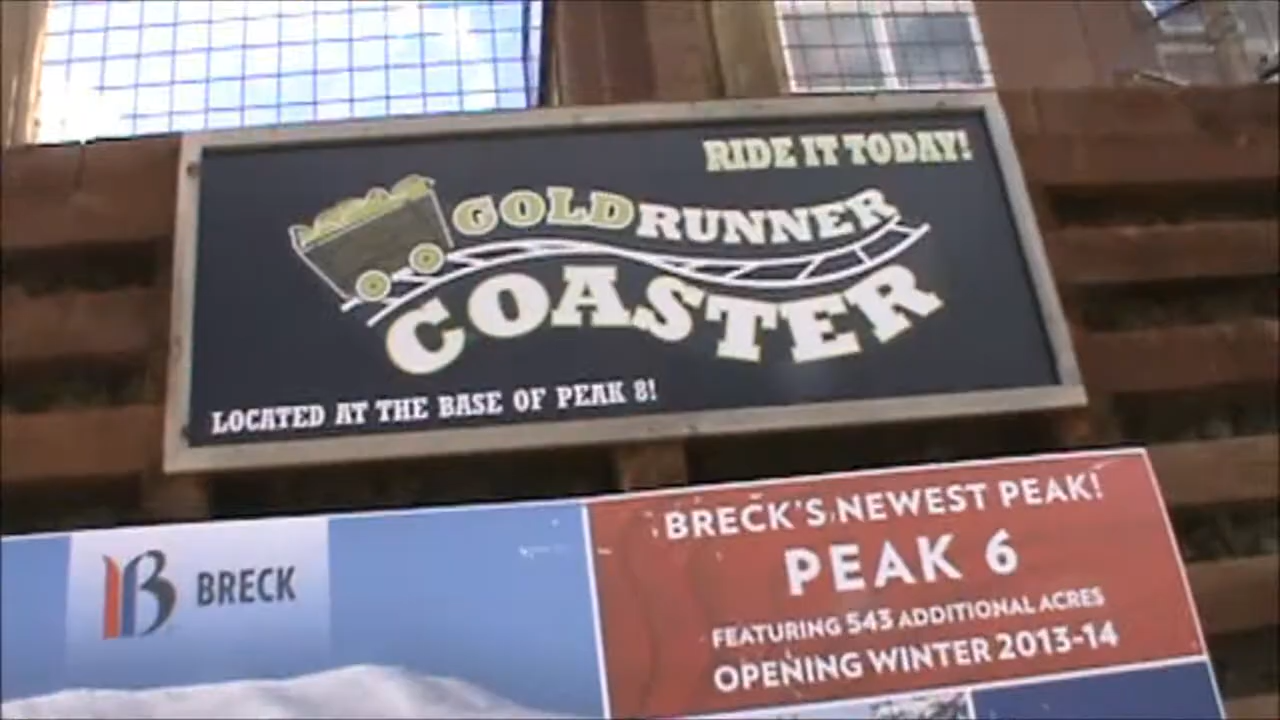 RIDE IT TODAY!
GOLDRUNNER
COASTER
LOCATED AT THE BASE OF PEAK 8!
BRECK
BRECK'S NEWEST PEAK!
PEAK 6
FEATURING 543 ADDITIONAL ACRES
OPENING WINTER 2013-14